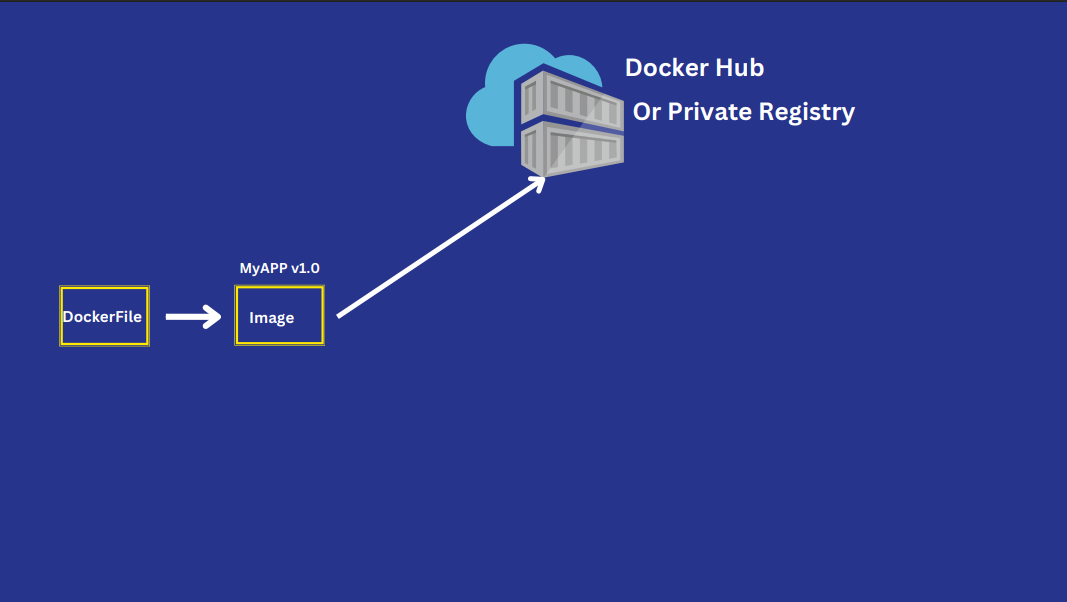 Docker Hub
Or Private Registry
MyAPP v1.0
DockerFile
Image